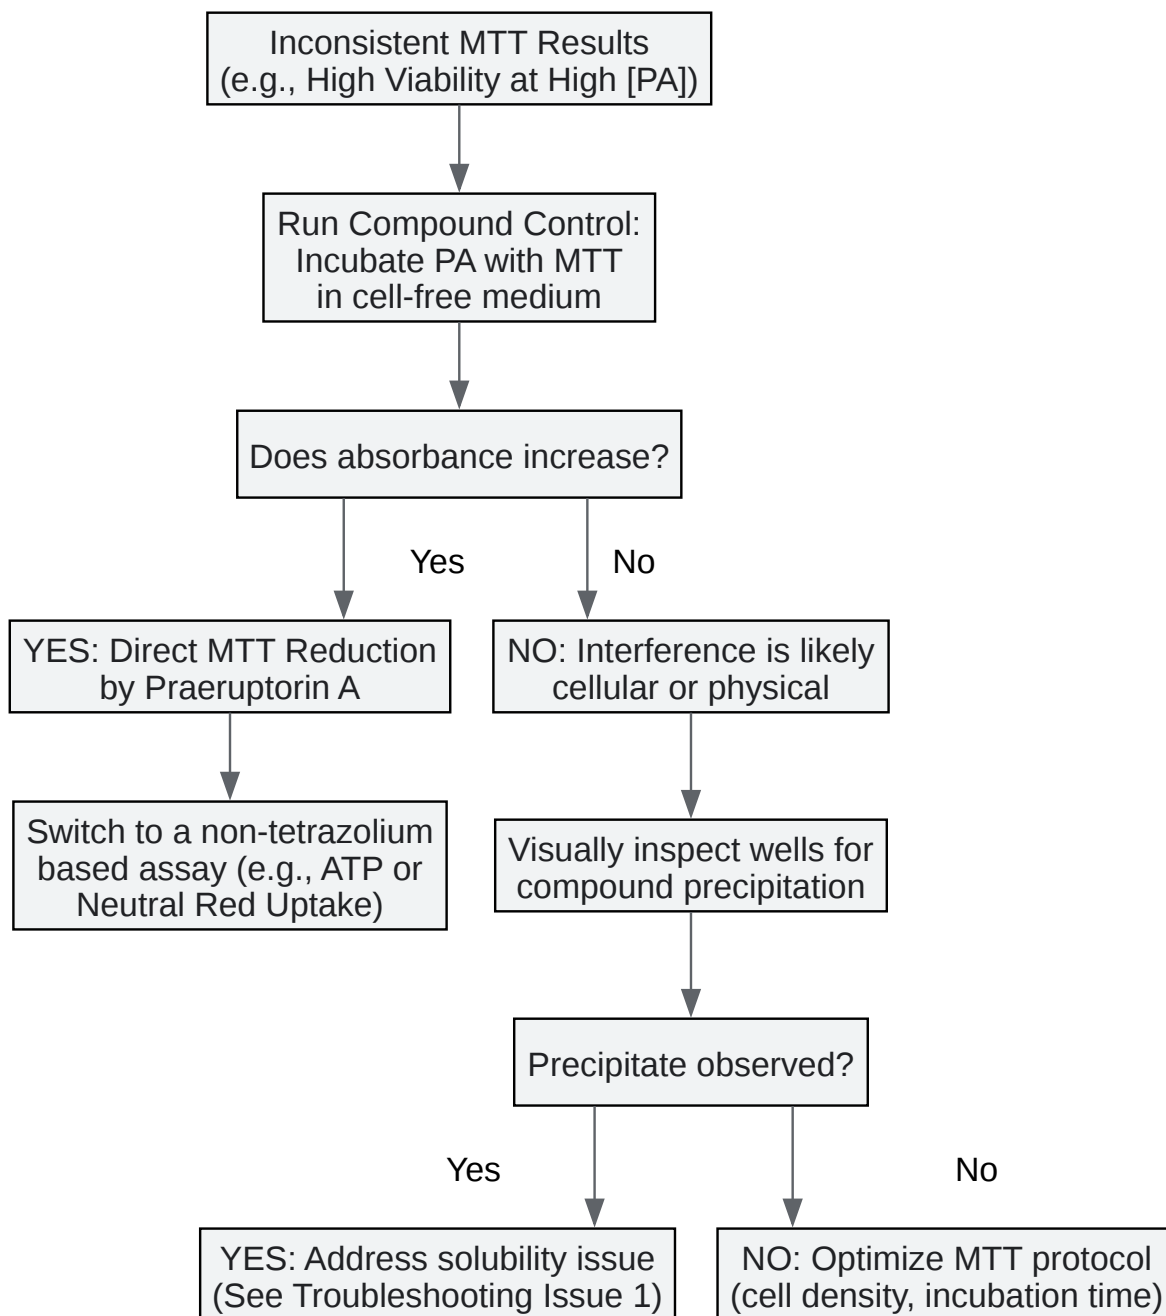 Inconsistent MTT Results
(e.g., High Viability at High [PA])
Run Compound Control:
Incubate PA with MTT
in cell-free medium
Does absorbance increase?
Yes
No
YES: Direct MTT Reduction
by Praeruptorin A
NO: Interference is likely
cellular or physical
Switch to a non-tetrazolium
based assay (e.g., ATP or
Neutral Red Uptake)
Visually inspect wells for
compound precipitation
Precipitate observed?
Yes
No
YES: Address solubility issue
(See Troubleshooting Issue 1)
NO: Optimize MTT protocol
(cell density, incubation time)